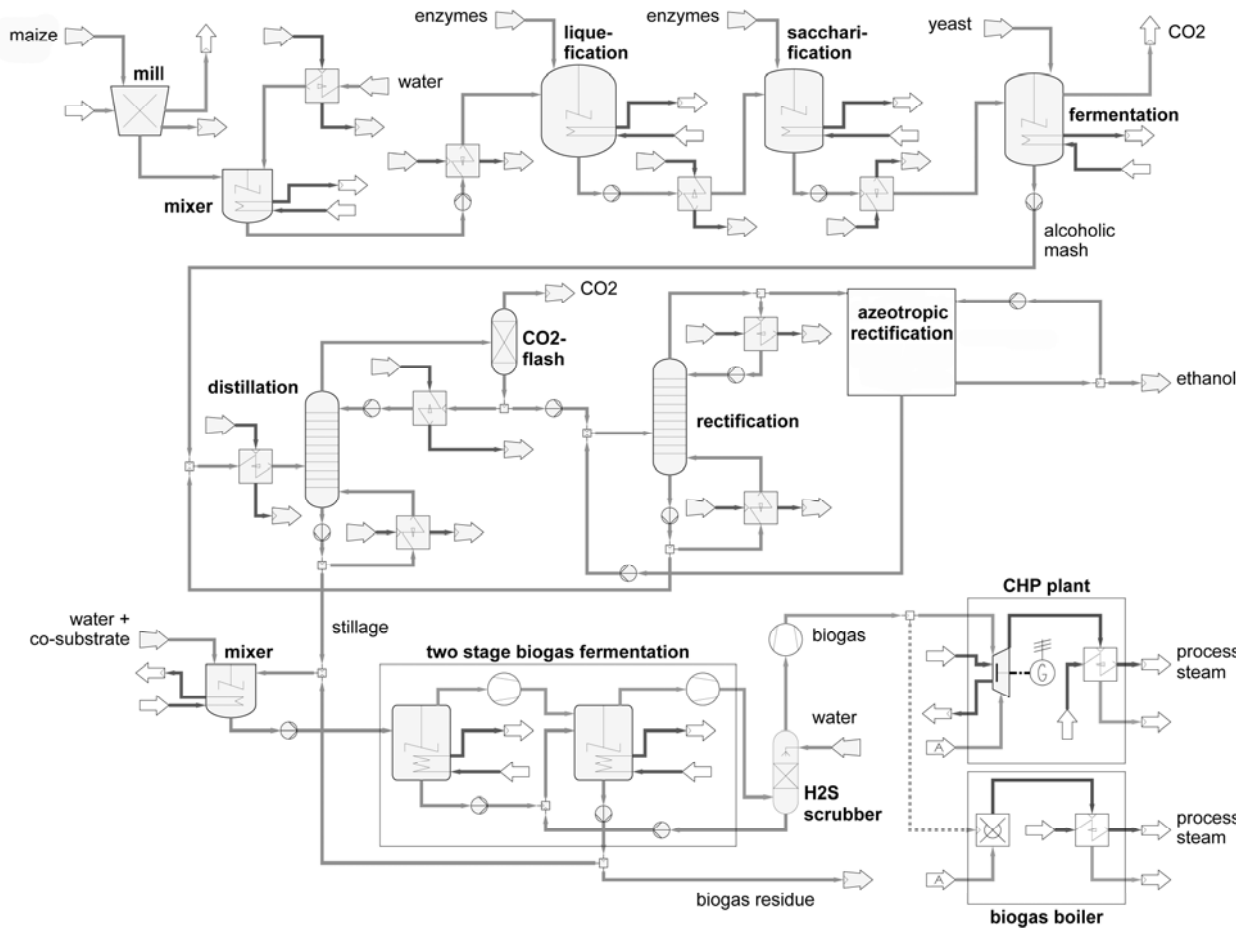 maize
mill
water
enzymes
lique-
fication
enzymes
sacchari-
fication
yeast
CO2
fermentation
mixer
alcoholic
mash
CO2
CO2-
flash
distillation
azeotropic
rectification
ethanol
rectification
CHP plant
water +
co-substrate
mixer
stillage
two stage biogas fermentation
biogas
G
process
steam
water
A
H2S
scrubber
process
steam
A
biogas residue
biogas boiler